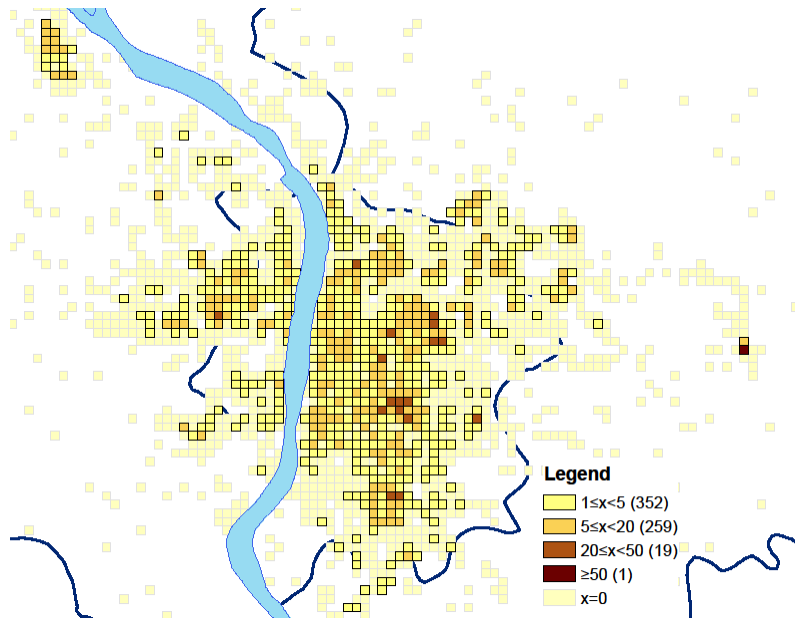 Legend
1≤x<5 (352)
5≤x<20 (259)
20≤x<50 (19)
≥50 (1)
x=0